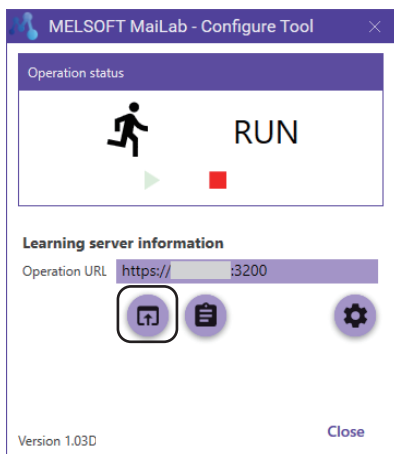 MELSOFT MaiLab - Configure Tool
Operation status
RUN
Learning server information
Operation URL https:// :3200
Close
Version 1.03D